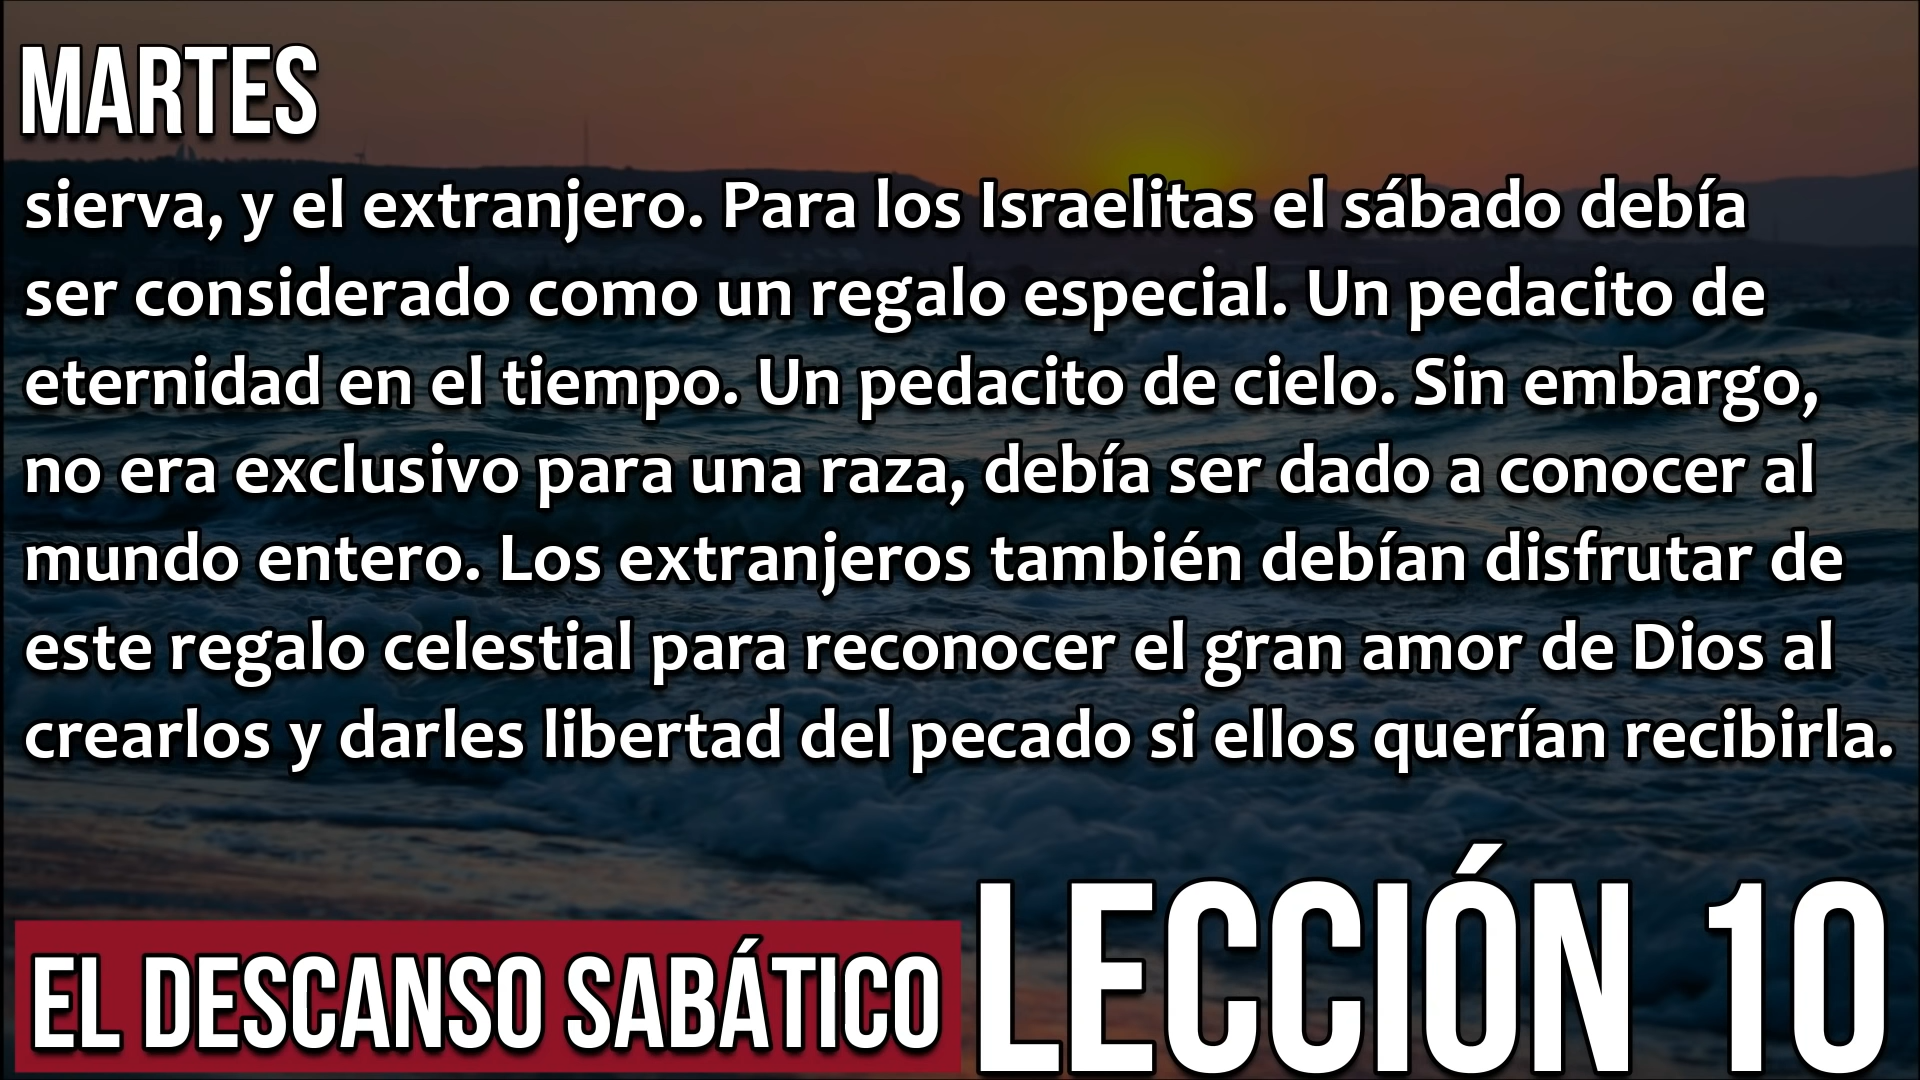 MARTES
sierva, y el extranjero. Para los Israelitas el sábado debía
ser considerado como un regalo especial. Un pedacito de
eternidad en el tiempo. Un pedacito de cielo. Sin embargo,
no era exclusivo para una raza, debía ser dado a conocer al
mundo entero. Los extranjeros también debían disfrutar de
este regalo celestial para reconocer el gran amor de Dios al
crearlos y darles libertad del pecado si ellos querían recibirla.
EL DESCANSO SABÁTICO
LECCIÓN 10